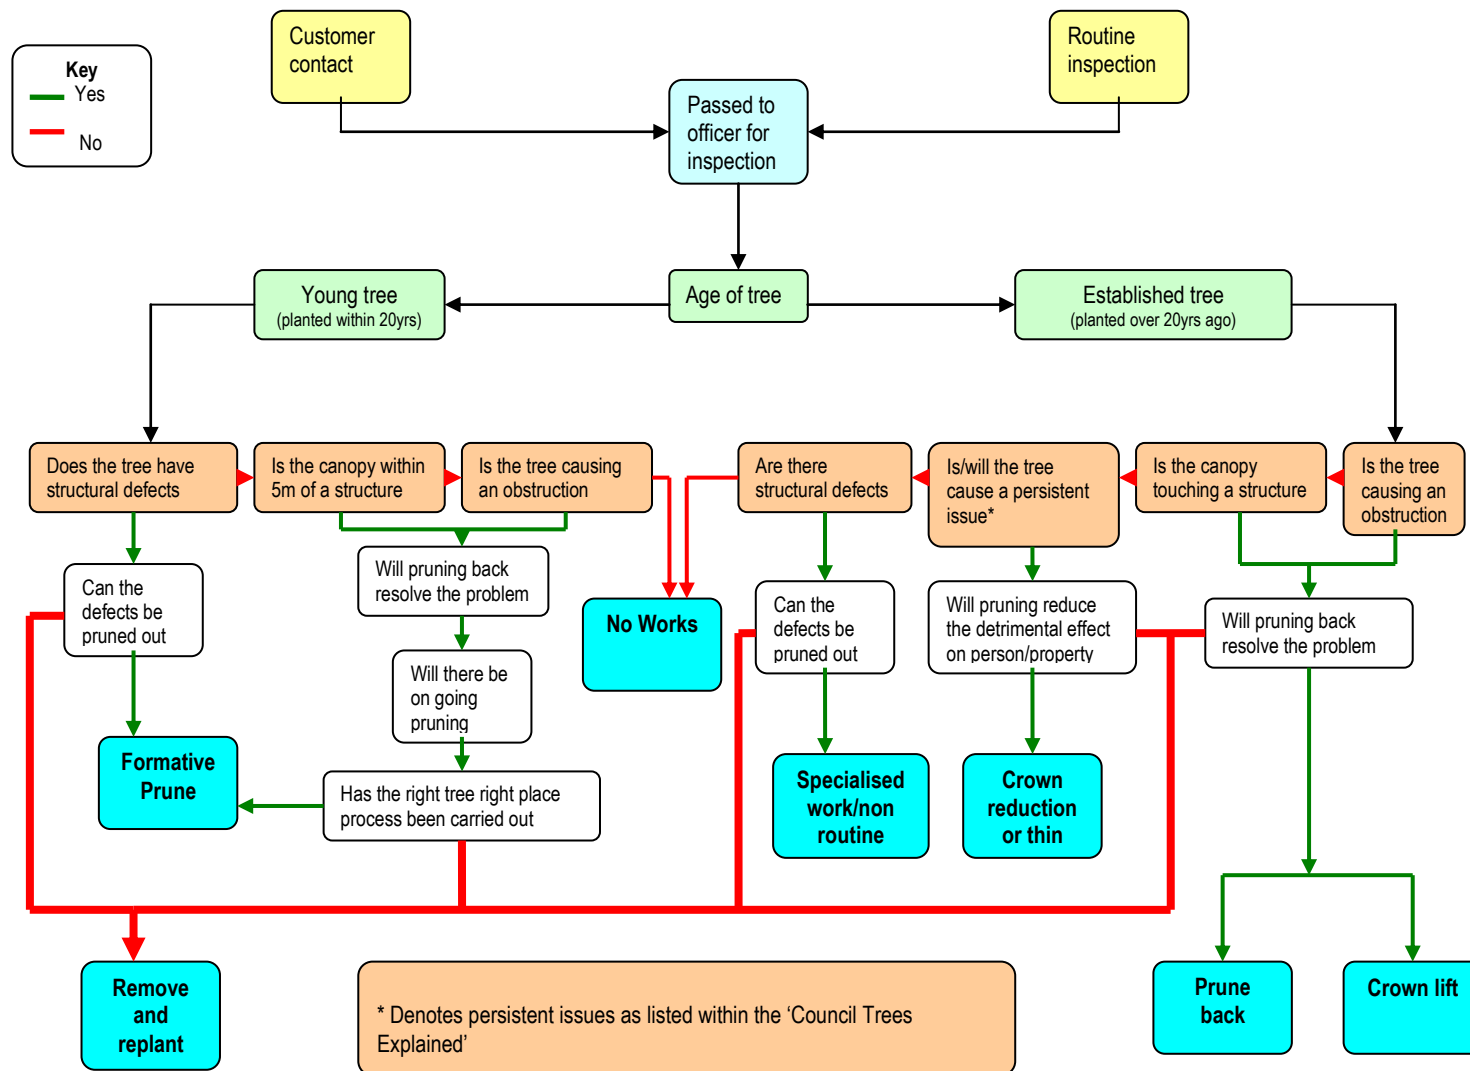 Customer
contact
Routine
inspection
Key
Yes
No
Passed to
officer for
inspection
Young tree
(planted within 20yrs)
Age of tree
Established tree
(planted over 20yrs ago)
Does the tree have
structural defects
Is the canopy within
5m of a structure
Is the tree causing
an obstruction
Are there
structural defects
Is/will the tree
cause a persistent
issue*
Is the canopy
touching a structure
Is the tree
causing an
obstruction
Can the
defects be
pruned out
Will pruning back
resolve the problem
No Works
Can the
defects be
pruned out
Will pruning reduce
the detrimental effect
on person/property
Will pruning back
resolve the problem
Will there be
on going
pruning
Formative
Prune
Has the right tree right place
process been carried out
Specialised
work/non
routine
Crown
reduction
or thin
Remove
and
replant
* Denotes persistent issues as listed within the ‘Council Trees
Explained’
Prune
back
Crown lift